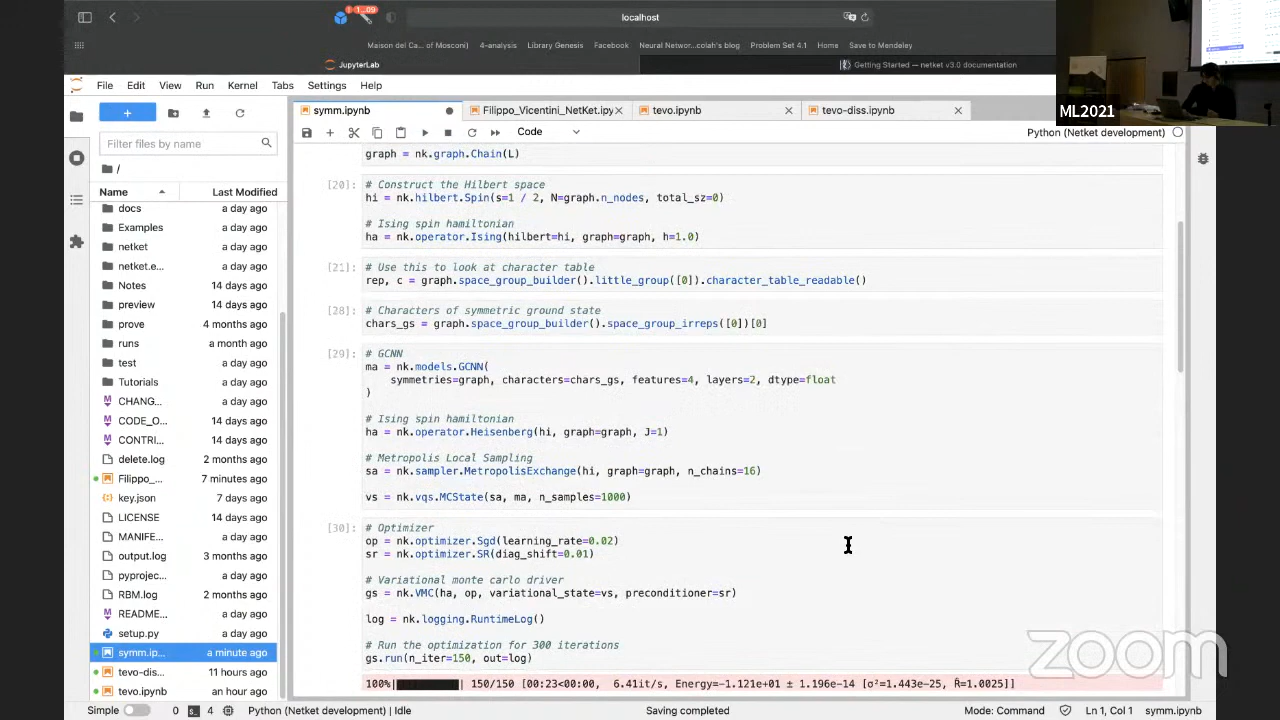 localhost
Maison del Ca... of Mosconi)
4-analysis
Library Genesis
Facebook
Neural Networ...colah's blog
Problem Set 4.1
Home
Save to Mendeley
JupyterLab
Getting Started — netket v3.0 documentation
ML2021
File Edit View Run Kernel Tabs Settings Help
symm.ipynb
Filippo_Vicentini_NetKet.ipy
tevo.ipynb
tevo-diss.ipynb
Code
Python (Netket development)
Filter files by name
/
Name Last Modified
docs a day ago
Examples a day ago
netket a day ago
netket.e... a day ago
Notes 14 days ago
preview 14 days ago
prove 4 months ago
runs a month ago
test a day ago
Tutorials a day ago
CHANG... a day ago
CODE_O... 14 days ago
CONTRI... 14 days ago
delete.log 2 months ago
Filippo_... 7 minutes ago
key.json 7 days ago
LICENSE 14 days ago
MANIFE... a day ago
output.log 3 months ago
pyprojec... a day ago
RBM.log 2 months ago
README... a day ago
setup.py a day ago
symm.ip... a minute ago
tevo-dis... 11 hours ago
tevo.ipynb an hour ago
graph = nk.graph.Chain(L)
[20]: # Construct the Hilbert space
hi = nk.hilbert.Spin(s=1 / 2, N=graph.n_nodes, total_sz=0)
# Ising spin hamiltonian
ha = nk.operator.Ising(hilbert=hi, graph=graph, h=1.0)
[21]: # Use this to look at character table
rep, c = graph.space_group_builder().little_group([0]).character_table_readable()
[28]: # Characters of symmetric ground state
chars_gs = graph.space_group_builder().space_group_irreps([0])[0]
[29]: # GCNN
ma = nk.models.GCNN(
symmetries=graph, characters=chars_gs, features=4, layers=2, dtype=float
)
# Ising spin hamiltonian
ha = nk.operator.Heisenberg(hi, graph=graph, J=1)
# Metropolis Local Sampling
sa = nk.sampler.MetropolisExchange(hi, graph=graph, n_chains=16)
vs = nk.vqs.MCState(sa, ma, n_samples=1000)
[30]: # Optimizer
op = nk.optimizer.Sgd(learning_rate=0.02)
sr = nk.optimizer.SR(diag_shift=0.01)
# Variational monte carlo driver
gs = nk.VMC(ha, op, variational_state=vs, preconditioner=sr)
log = nk.logging.RuntimeLog()
# Run the optimization for 300 iterations
gs.run(n_iter=150, out=log)
100%| | 150/150 [00:23<00:00, 6.41it/s, Energy=-1.121e+01 ± 1.196e-14 [σ²=1.443e-25, R̂=1.0025]]
zoom
Simple 0 4 Python (Netket development) | Idle
Saving completed
Mode: Command Ln 1, Col 1 symm.ipynb